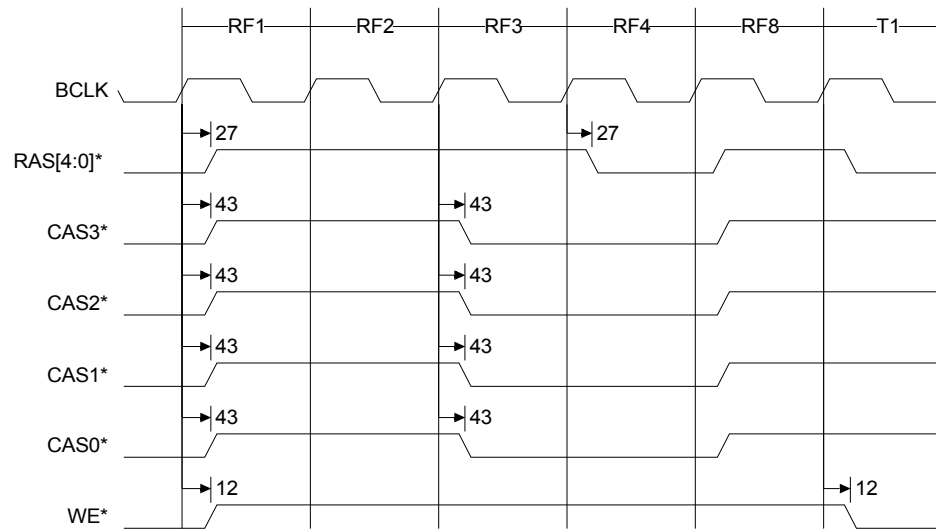 RF1 RF2 RF3 RF4 RF8 T1
BCLK
27 27
RAS[4:0]*
43 43
CAS3*
43 43
CAS2*
43 43
CAS1*
43 43
CAS0*
12 12
WE*